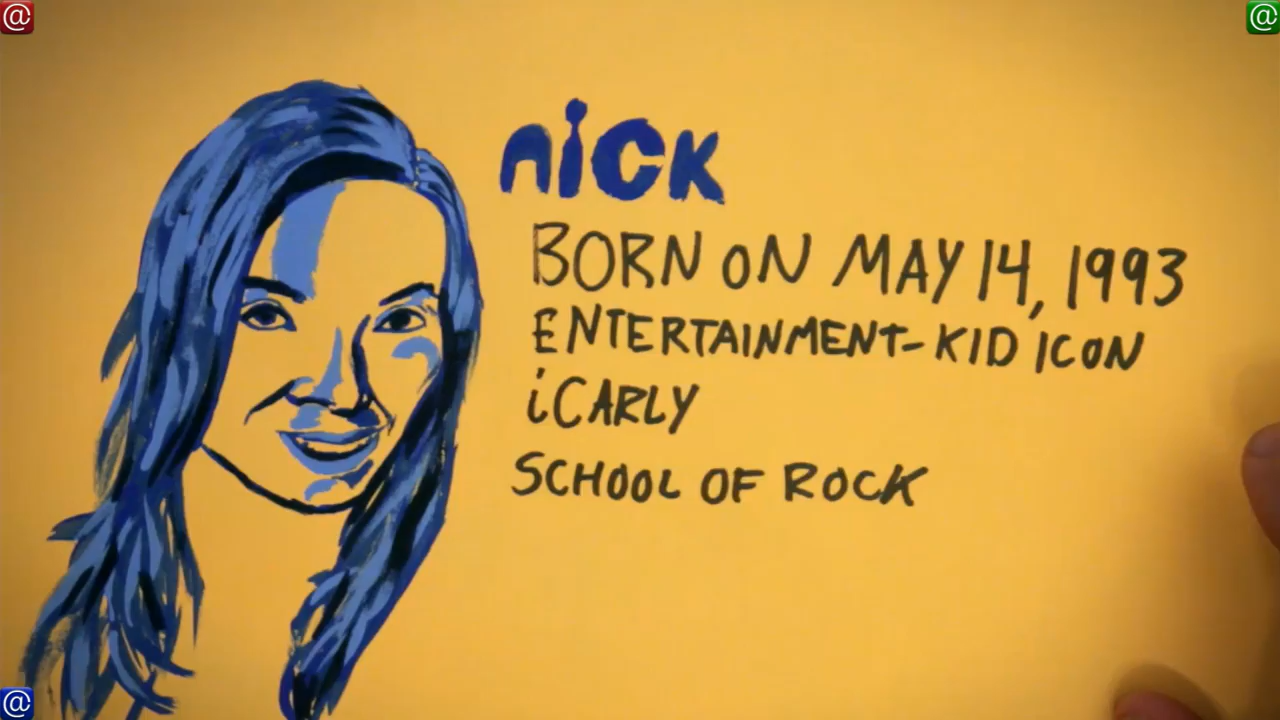 @
@
nick
BORN ON MAY 14, 1993
ENTERTAINMENT-KID ICON
iCARLY
SCHOOL OF ROCK
@